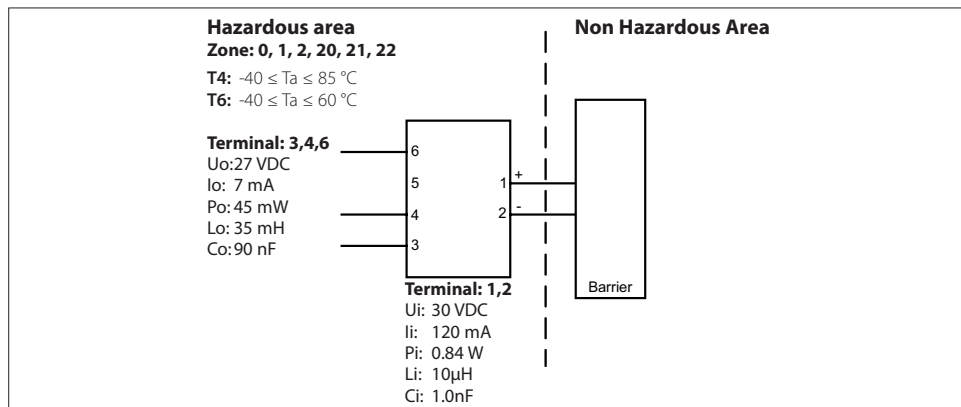 Hazardous area
Zone: 0, 1, 2, 20, 21, 22
T4: -40 ≤ Ta ≤ 85 °C
T6: -40 ≤ Ta ≤ 60 °C
Non Hazardous Area
Terminal: 3,4,6
Uo:27 VDC
Io: 7 mA
Po: 45 mW
Lo: 35 mH
Co: 90 nF
6
5
4
3
1 +
2 -
Barrier
Terminal: 1,2
Ui: 30 VDC
Ii: 120 mA
Pi: 0.84 W
Li: 10µH
Ci: 1.0nF